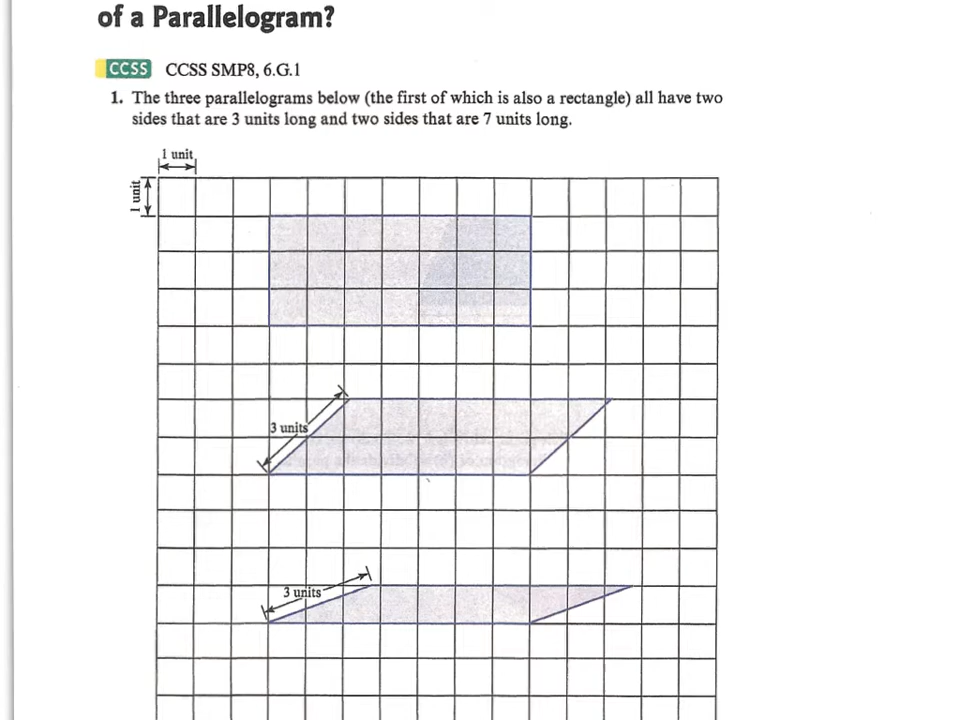 of a Parallelogram?
CCSS CCSS SMP8, 6.G.1
1. The three parallelograms below (the first of which is also a rectangle) all have two
sides that are 3 units long and two sides that are 7 units long.
1 unit
1 unit
3 units
3 units